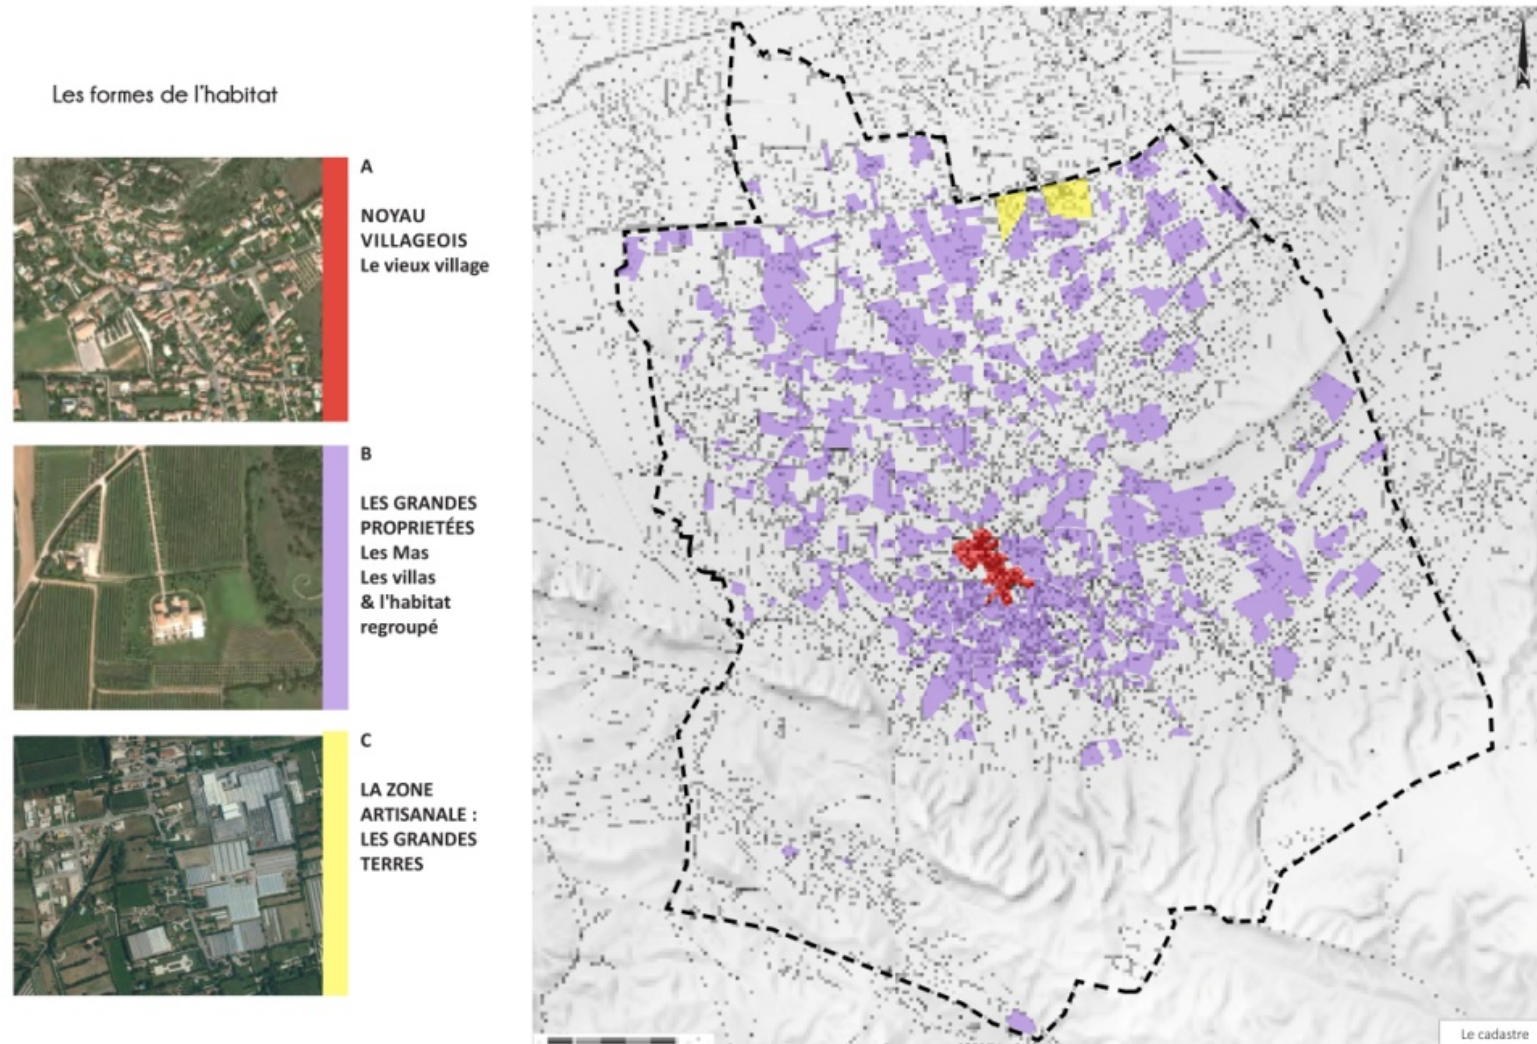 Les formes de l'habitat
A
NOYAU
VILLAGEOIS
Le vieux village
B
LES GRANDES
PROPRIETÉES
Les Mas
Les villas
& l'habitat
regroupé
C
LA ZONE
ARTISANALE :
LES GRANDES
TERRES
N
Le cadastre